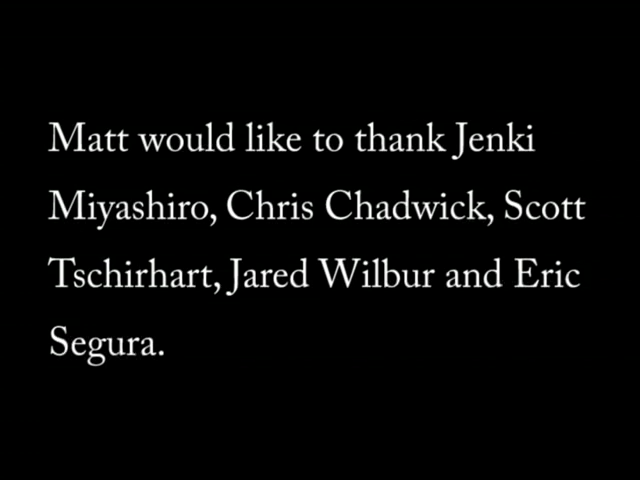 Matt would like to thank Jenki
Miyashiro, Chris Chadwick, Scott
Tschirhart, Jared Wilbur and Eric
Segura.